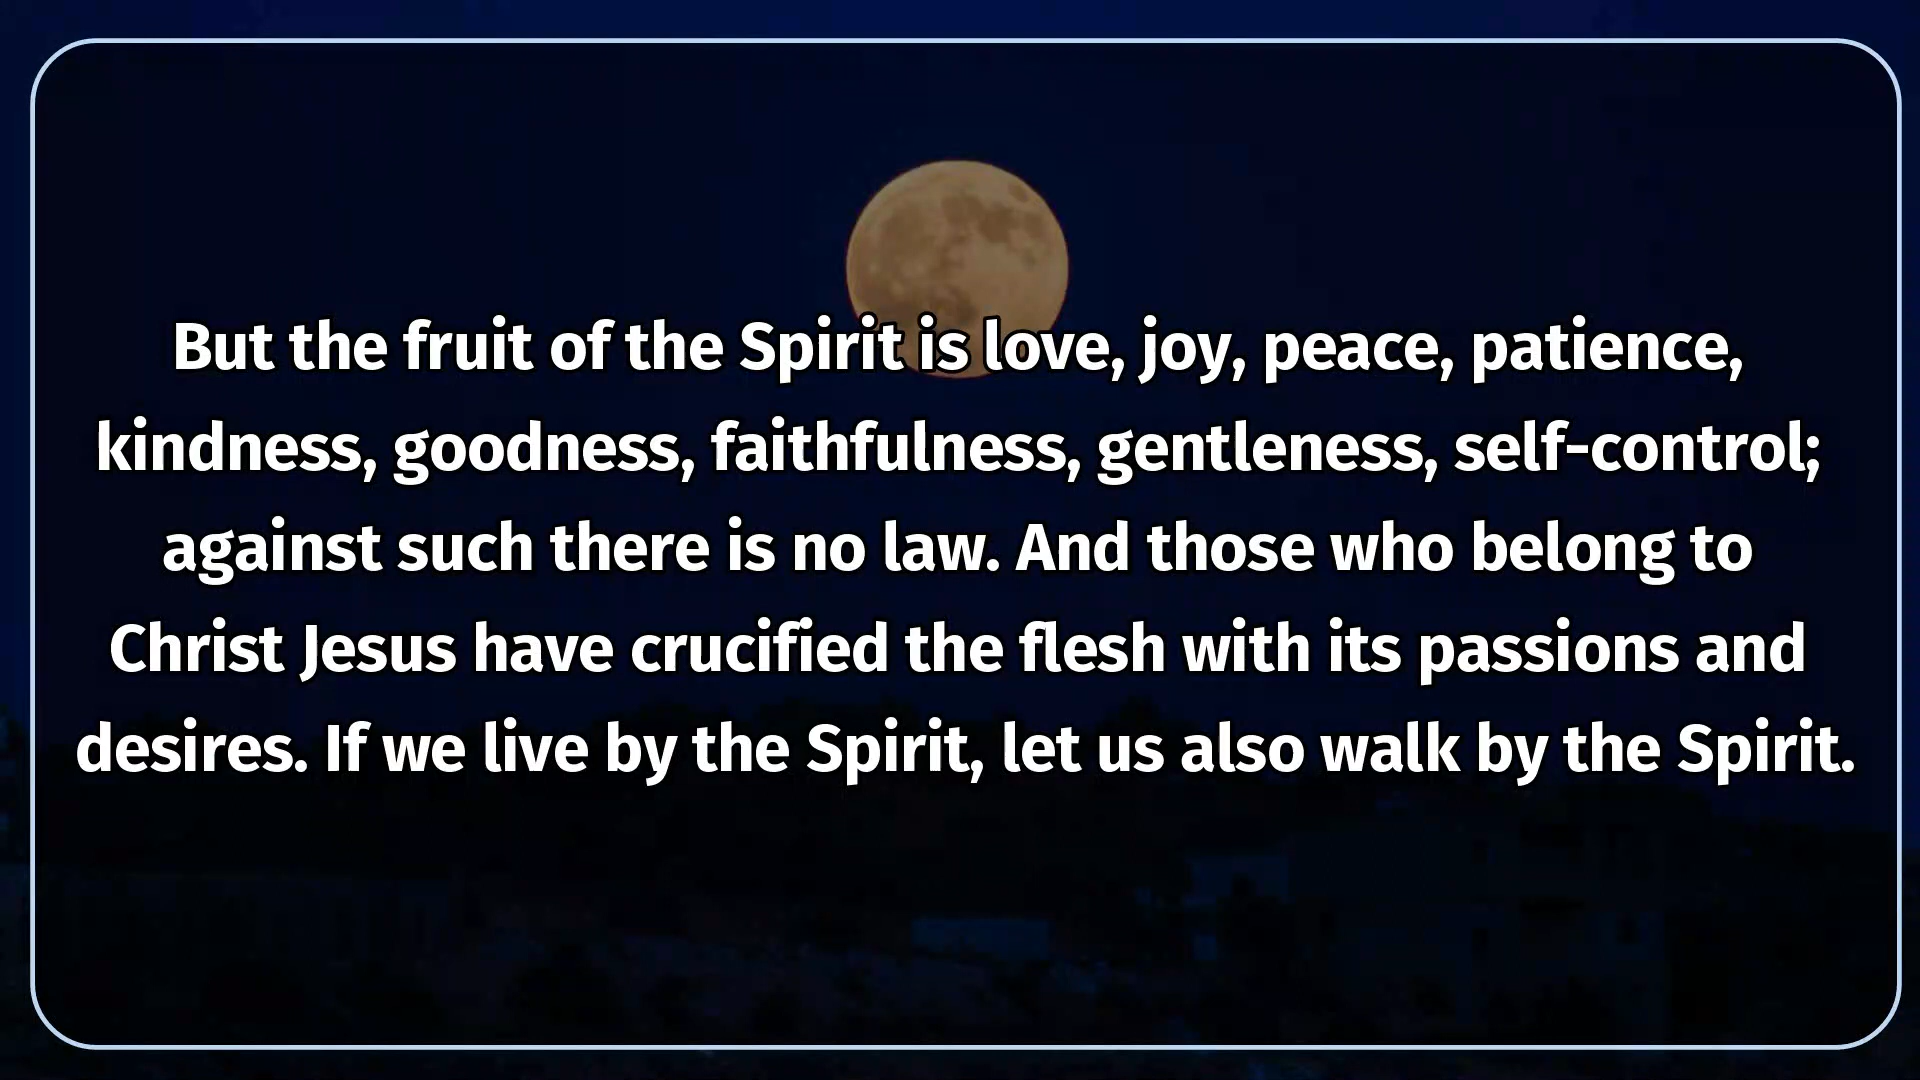 But the fruit of the Spirit is love, joy, peace, patience,
kindness, goodness, faithfulness, gentleness, self-control;
against such there is no law. And those who belong to
Christ Jesus have crucified the flesh with its passions and
desires. If we live by the Spirit, let us also walk by the Spirit.